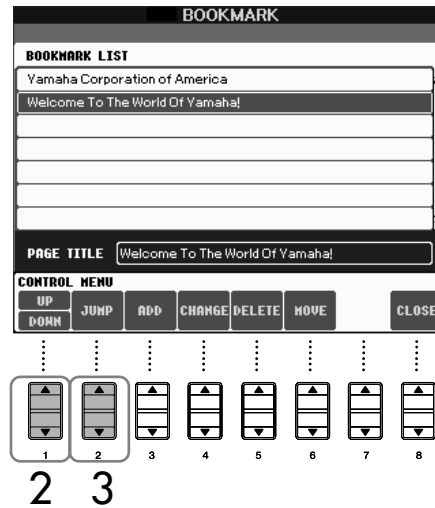 BOOKMARK
BOOKMARK LIST
Yamaha Corporation of America
Welcome To The World Of Yamaha!
PAGE TITLE Welcome To The World Of Yamaha!
CONTROL MENU
UP
DOWN
JUMP ADD CHANGE DELETE MOVE CLOSE
1 2 3 4 5 6 7 8
2 3